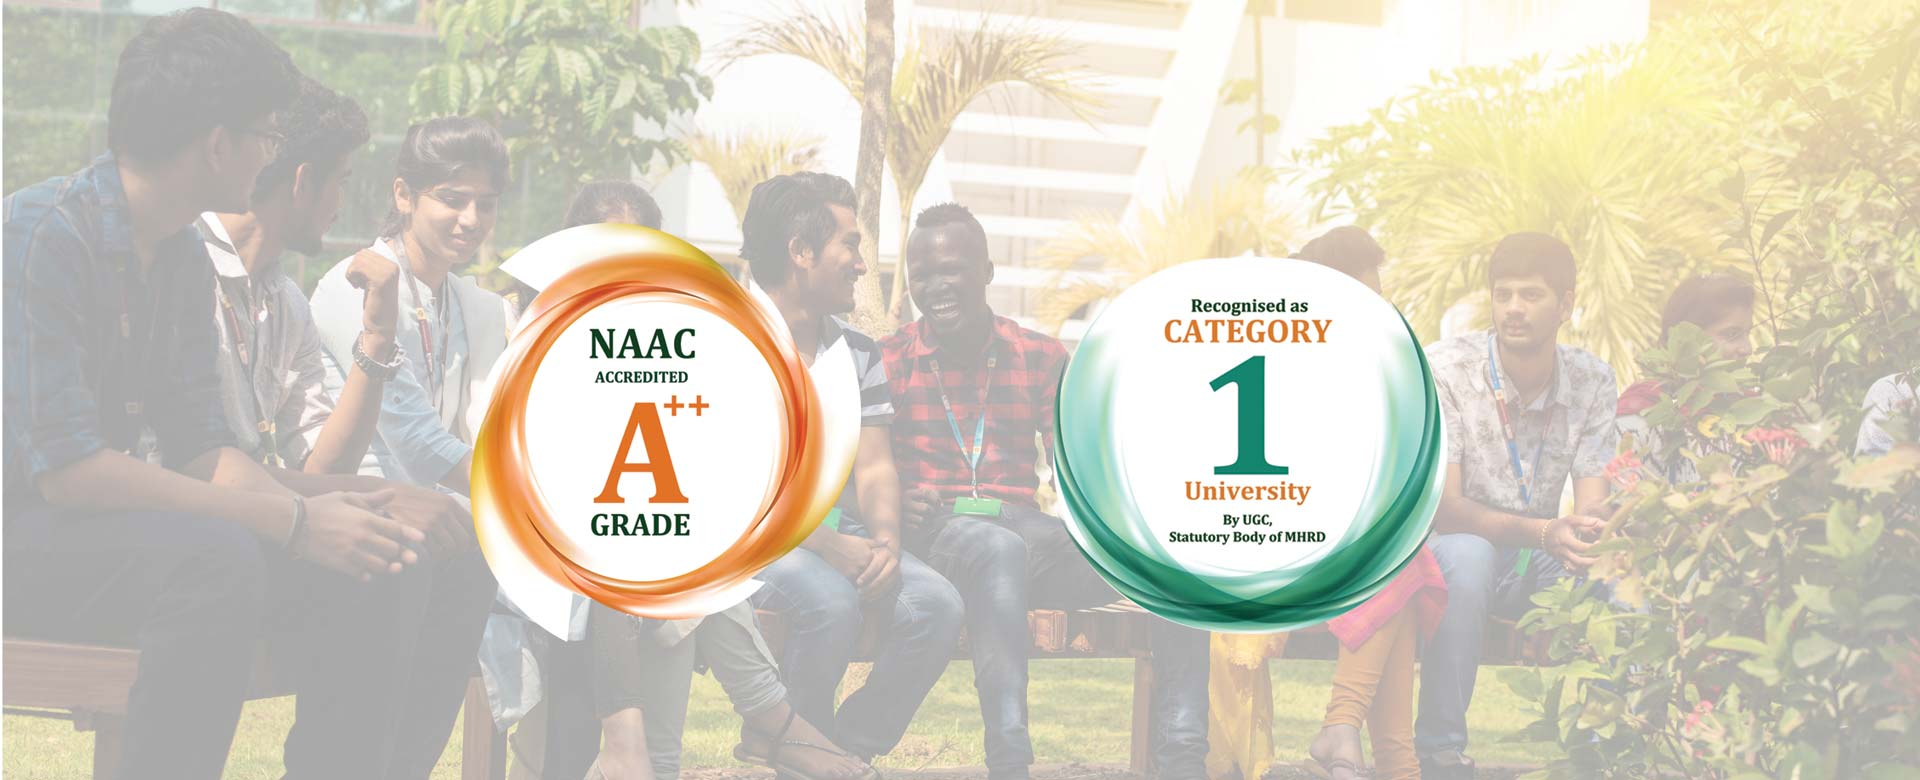 NAAC
ACCREDITED
A++
GRADE
Recognised as
CATEGORY
1
University
By UGC,
Statutory Body of MHRD